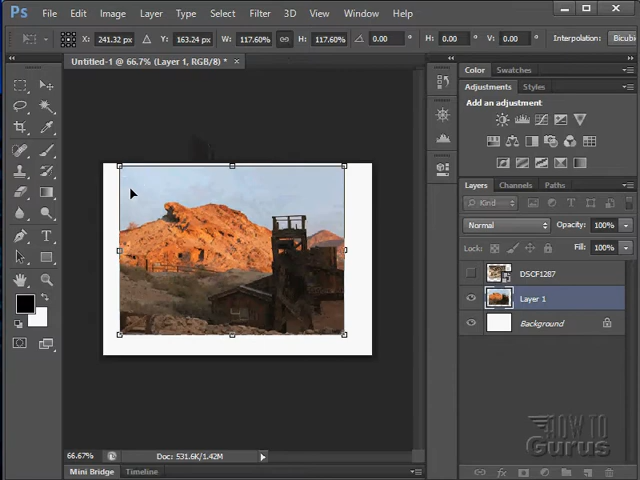 Ps File Edit Image Layer Type Select Filter 3D View Window Help
X: 241.32 px Y: 163.24 px W: 117.60% H: 117.60% 0.00 ° H: 0.00 ° V: 0.00 ° Interpolation: Bicub
Untitled-1 @ 66.7% (Layer 1, RGB/8) * ×
Color Swatches
Adjustments Styles
Add an adjustment
Layers Channels Paths
Kind
Normal Opacity: 100%
Lock: Fill: 100%
DSCF1287
Layer 1
Background
HOW TO
Gurus
66.67% Doc: 531.6K/1.42M
Mini Bridge Timeline